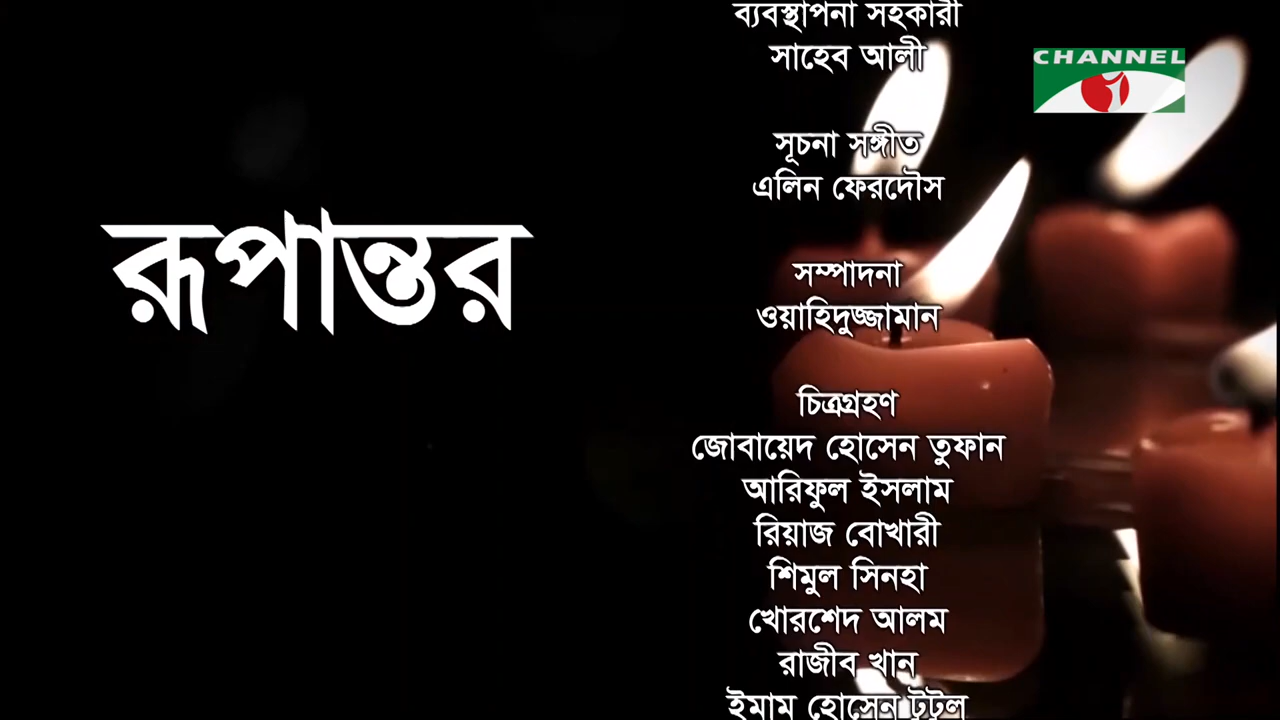 রূপান্তর
ব্যবস্থাপনা সহকারী
সাহেব আলী
সূচনা সঙ্গীত
এলিন ফেরদৌস
সম্পাদনা
ওয়াহিদুজ্জামান
চিত্রগ্রহণ
জোবায়েদ হোসেন তুফান
আরিফুল ইসলাম
রিয়াজ বোখারী
শিমুল সিনহা
খোরশেদ আলম
রাজীব খান
ইমাম হোসেন টুটুল
CHANNEL